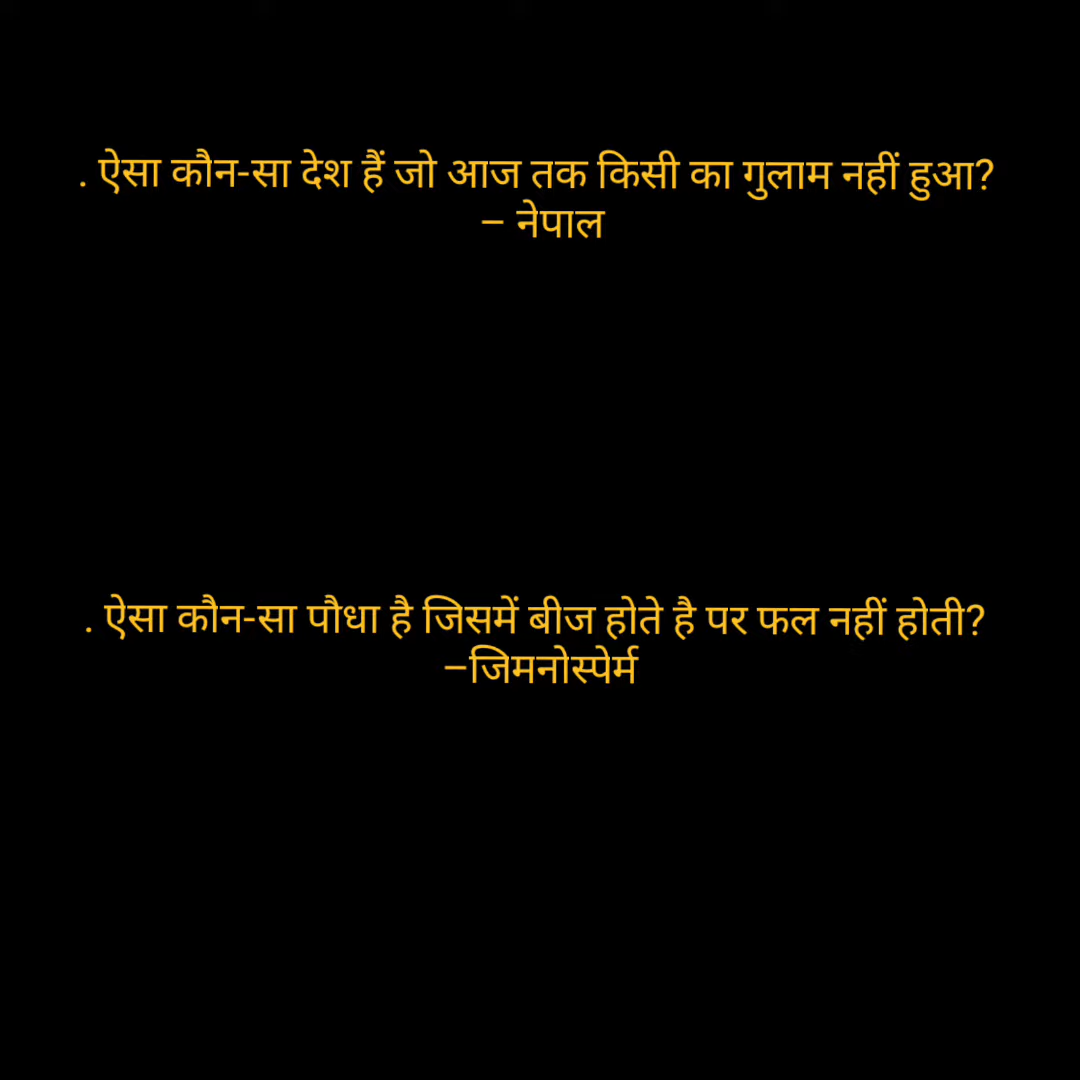 . ऐसा कौन-सा देश हैं जो आज तक किसी का गुलाम नहीं हुआ?
– नेपाल
. ऐसा कौन-सा पौधा है जिसमें बीज होते है पर फल नहीं होती?
–जिमनोस्पेर्म